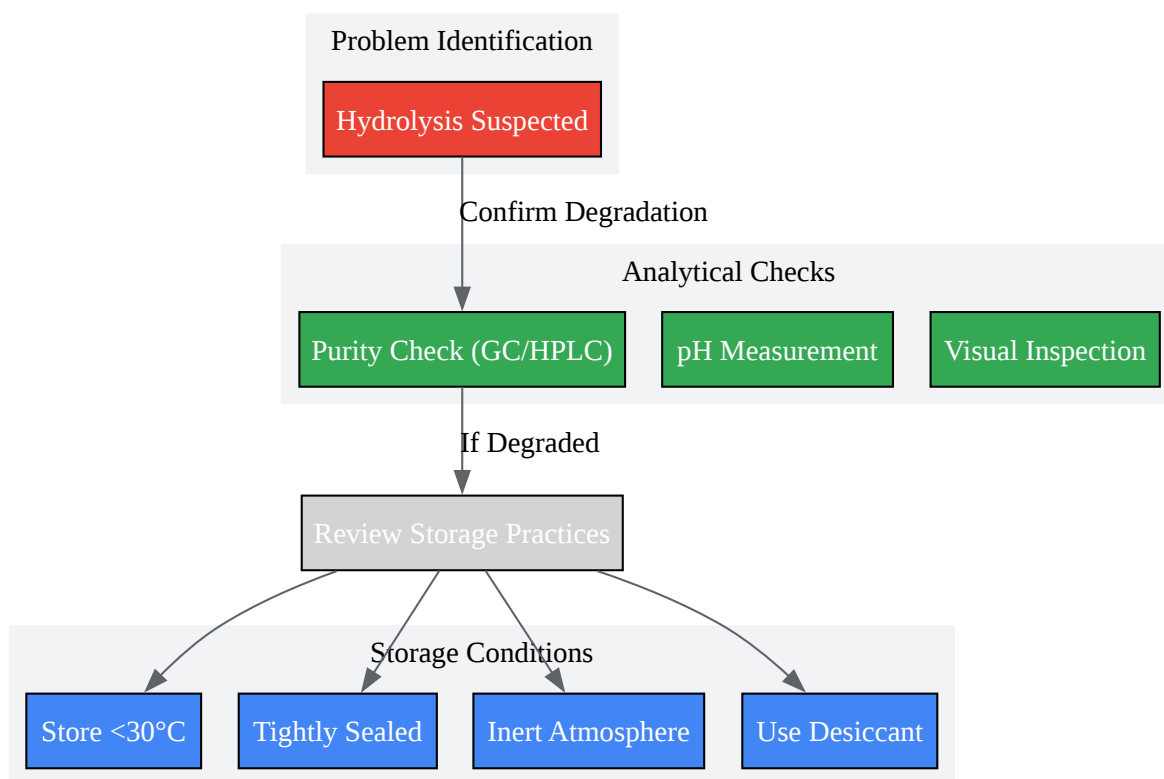 Problem Identification
Hydrolysis Suspected
Confirm Degradation
Analytical Checks
Purity Check (GC/HPLC)
pH Measurement
Visual Inspection
If Degraded
Review Storage Practices
Storage Conditions
Store <30°C
Tightly Sealed
Inert Atmosphere
Use Desiccant